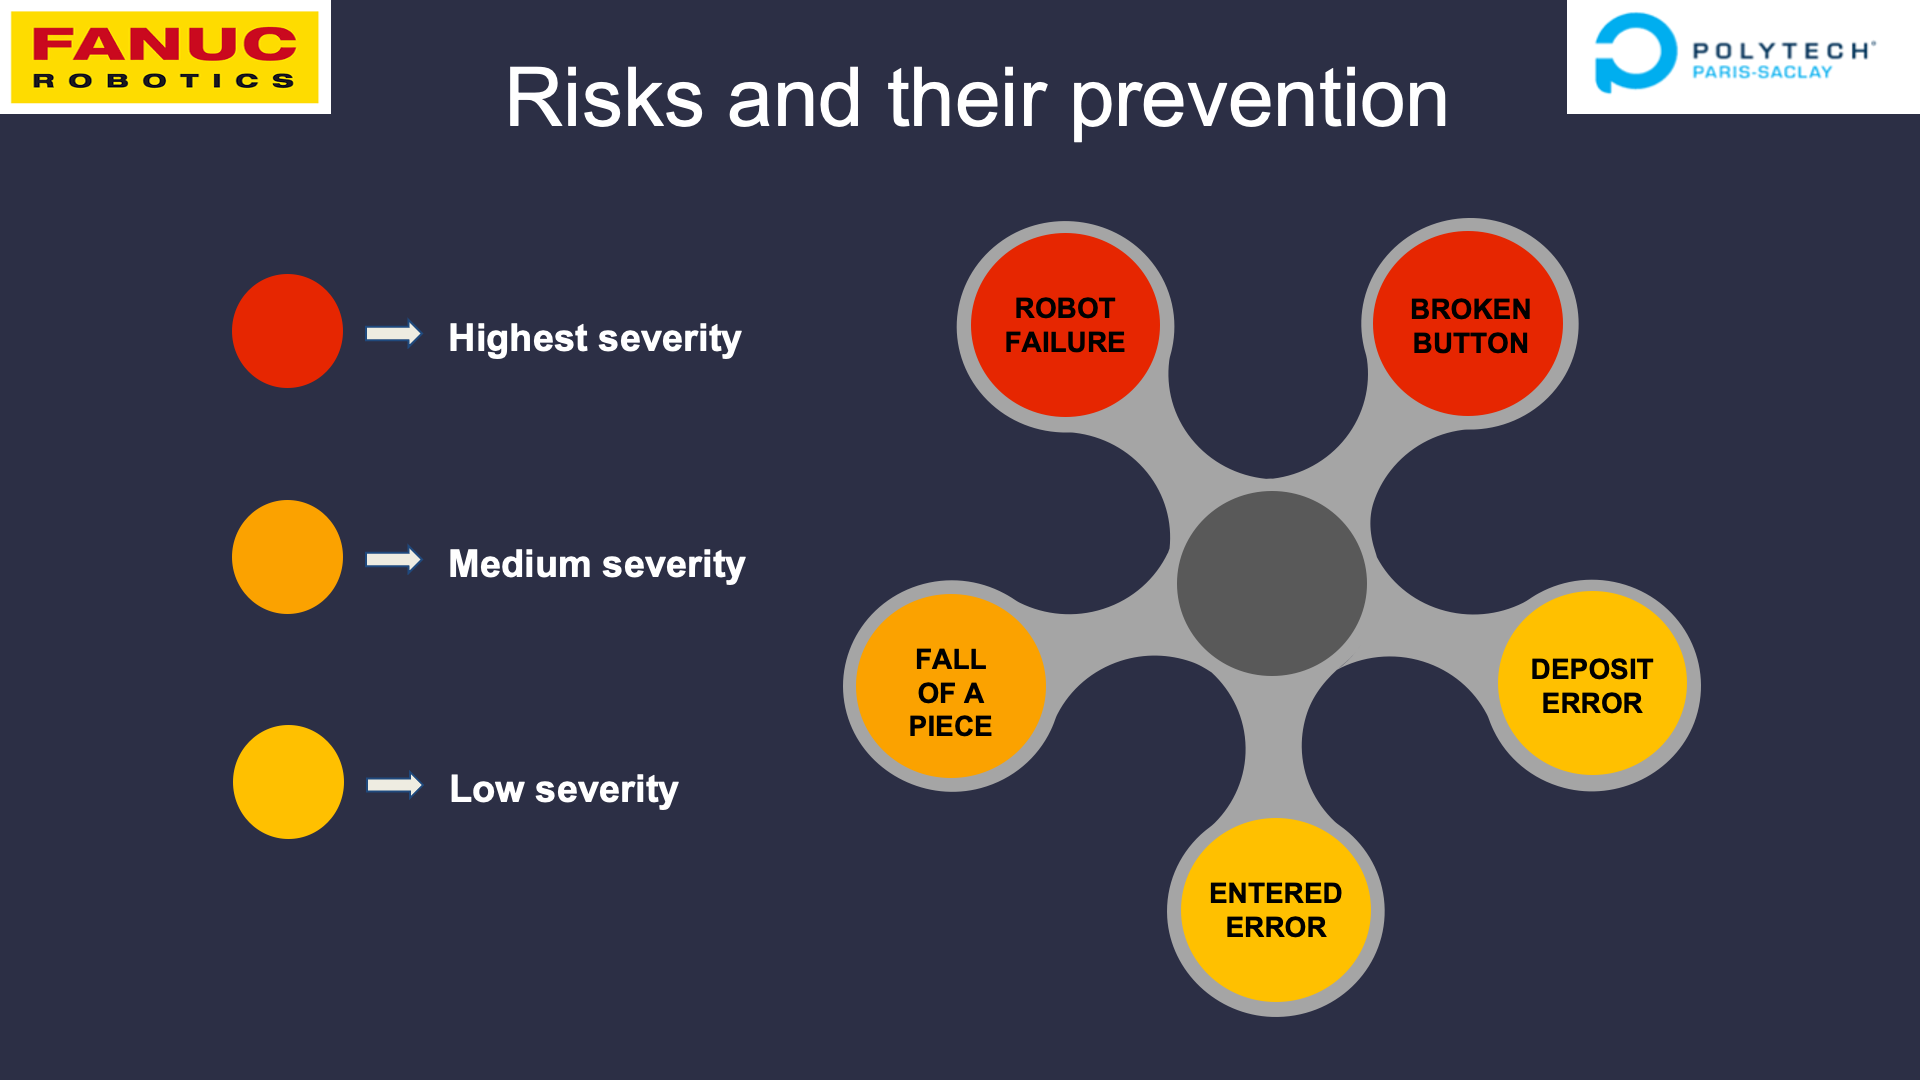 FANUC
ROBOTICS
POLYTECH®
PARIS-SACLAY
Risks and their prevention
Highest severity
Medium severity
Low severity
ROBOT
FAILURE
BROKEN
BUTTON
FALL
OF A
PIECE
DEPOSIT
ERROR
ENTERED
ERROR